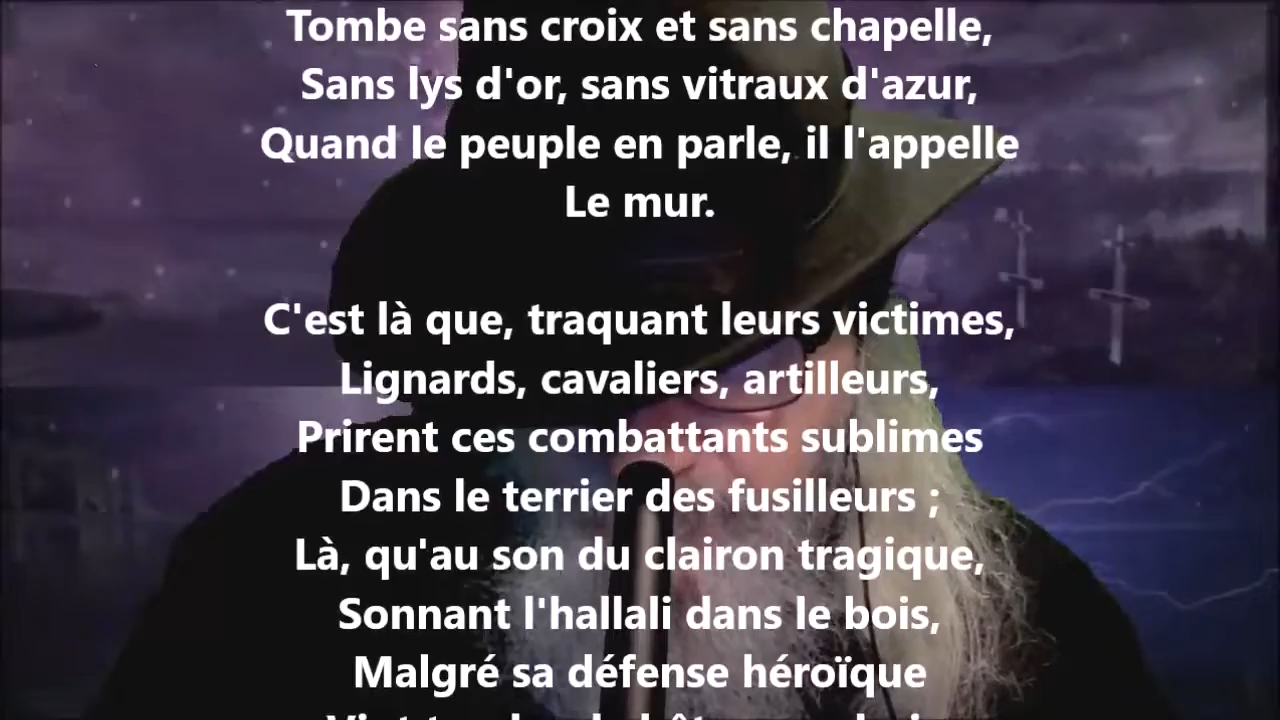 Tombe sans croix et sans chapelle,
Sans lys d'or, sans vitraux d'azur,
Quand le peuple en parle, il l'appelle
Le mur.
C'est là que, traquant leurs victimes,
Lignards, cavaliers, artilleurs,
Prirent ces combattants sublimes
Dans le terrier des fusilleurs ;
Là, qu'au son du clairon tragique,
Sonnant l'hallali dans le bois,
Malgré sa défense héroïque